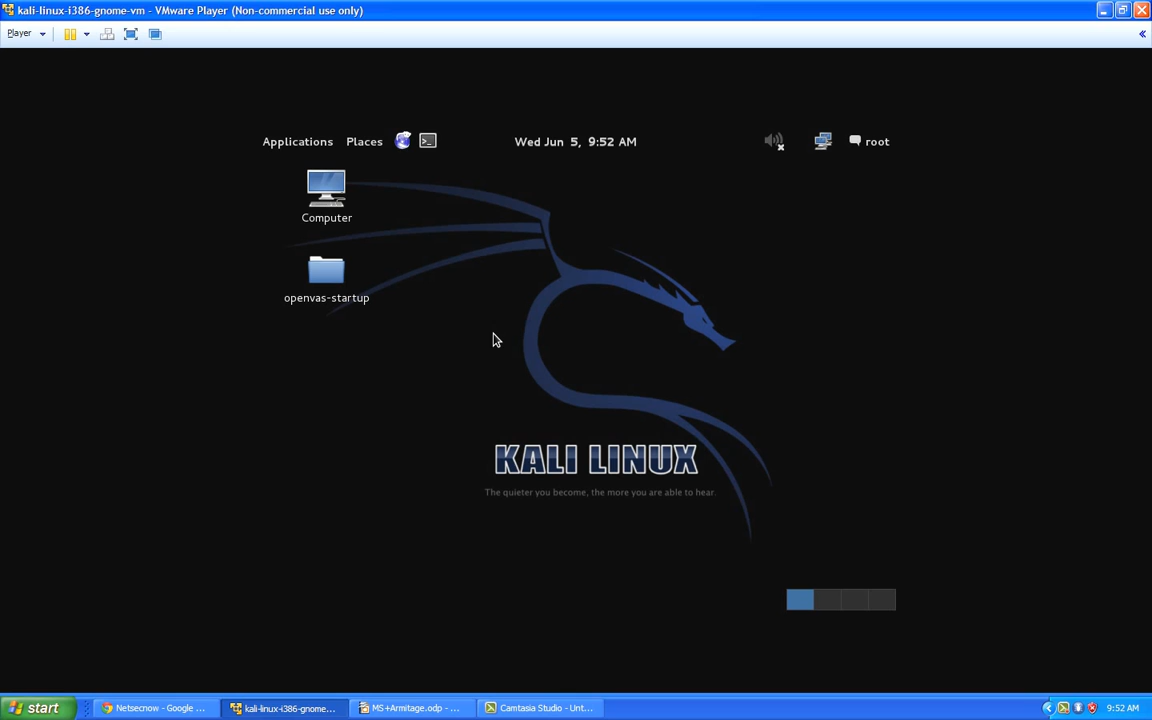 kali-linux-i386-gnome-vm - VMware Player (Non-commercial use only)
Player
Applications Places Wed Jun 5, 9:52 AM root
Computer
openvas-startup
KALI LINUX
The quieter you become, the more you are able to hear.
start Netsecnow - Google ... kali-linux-i386-gnome... MS+Armitage.odp - ... Camtasia Studio - Unt... 9:52 AM